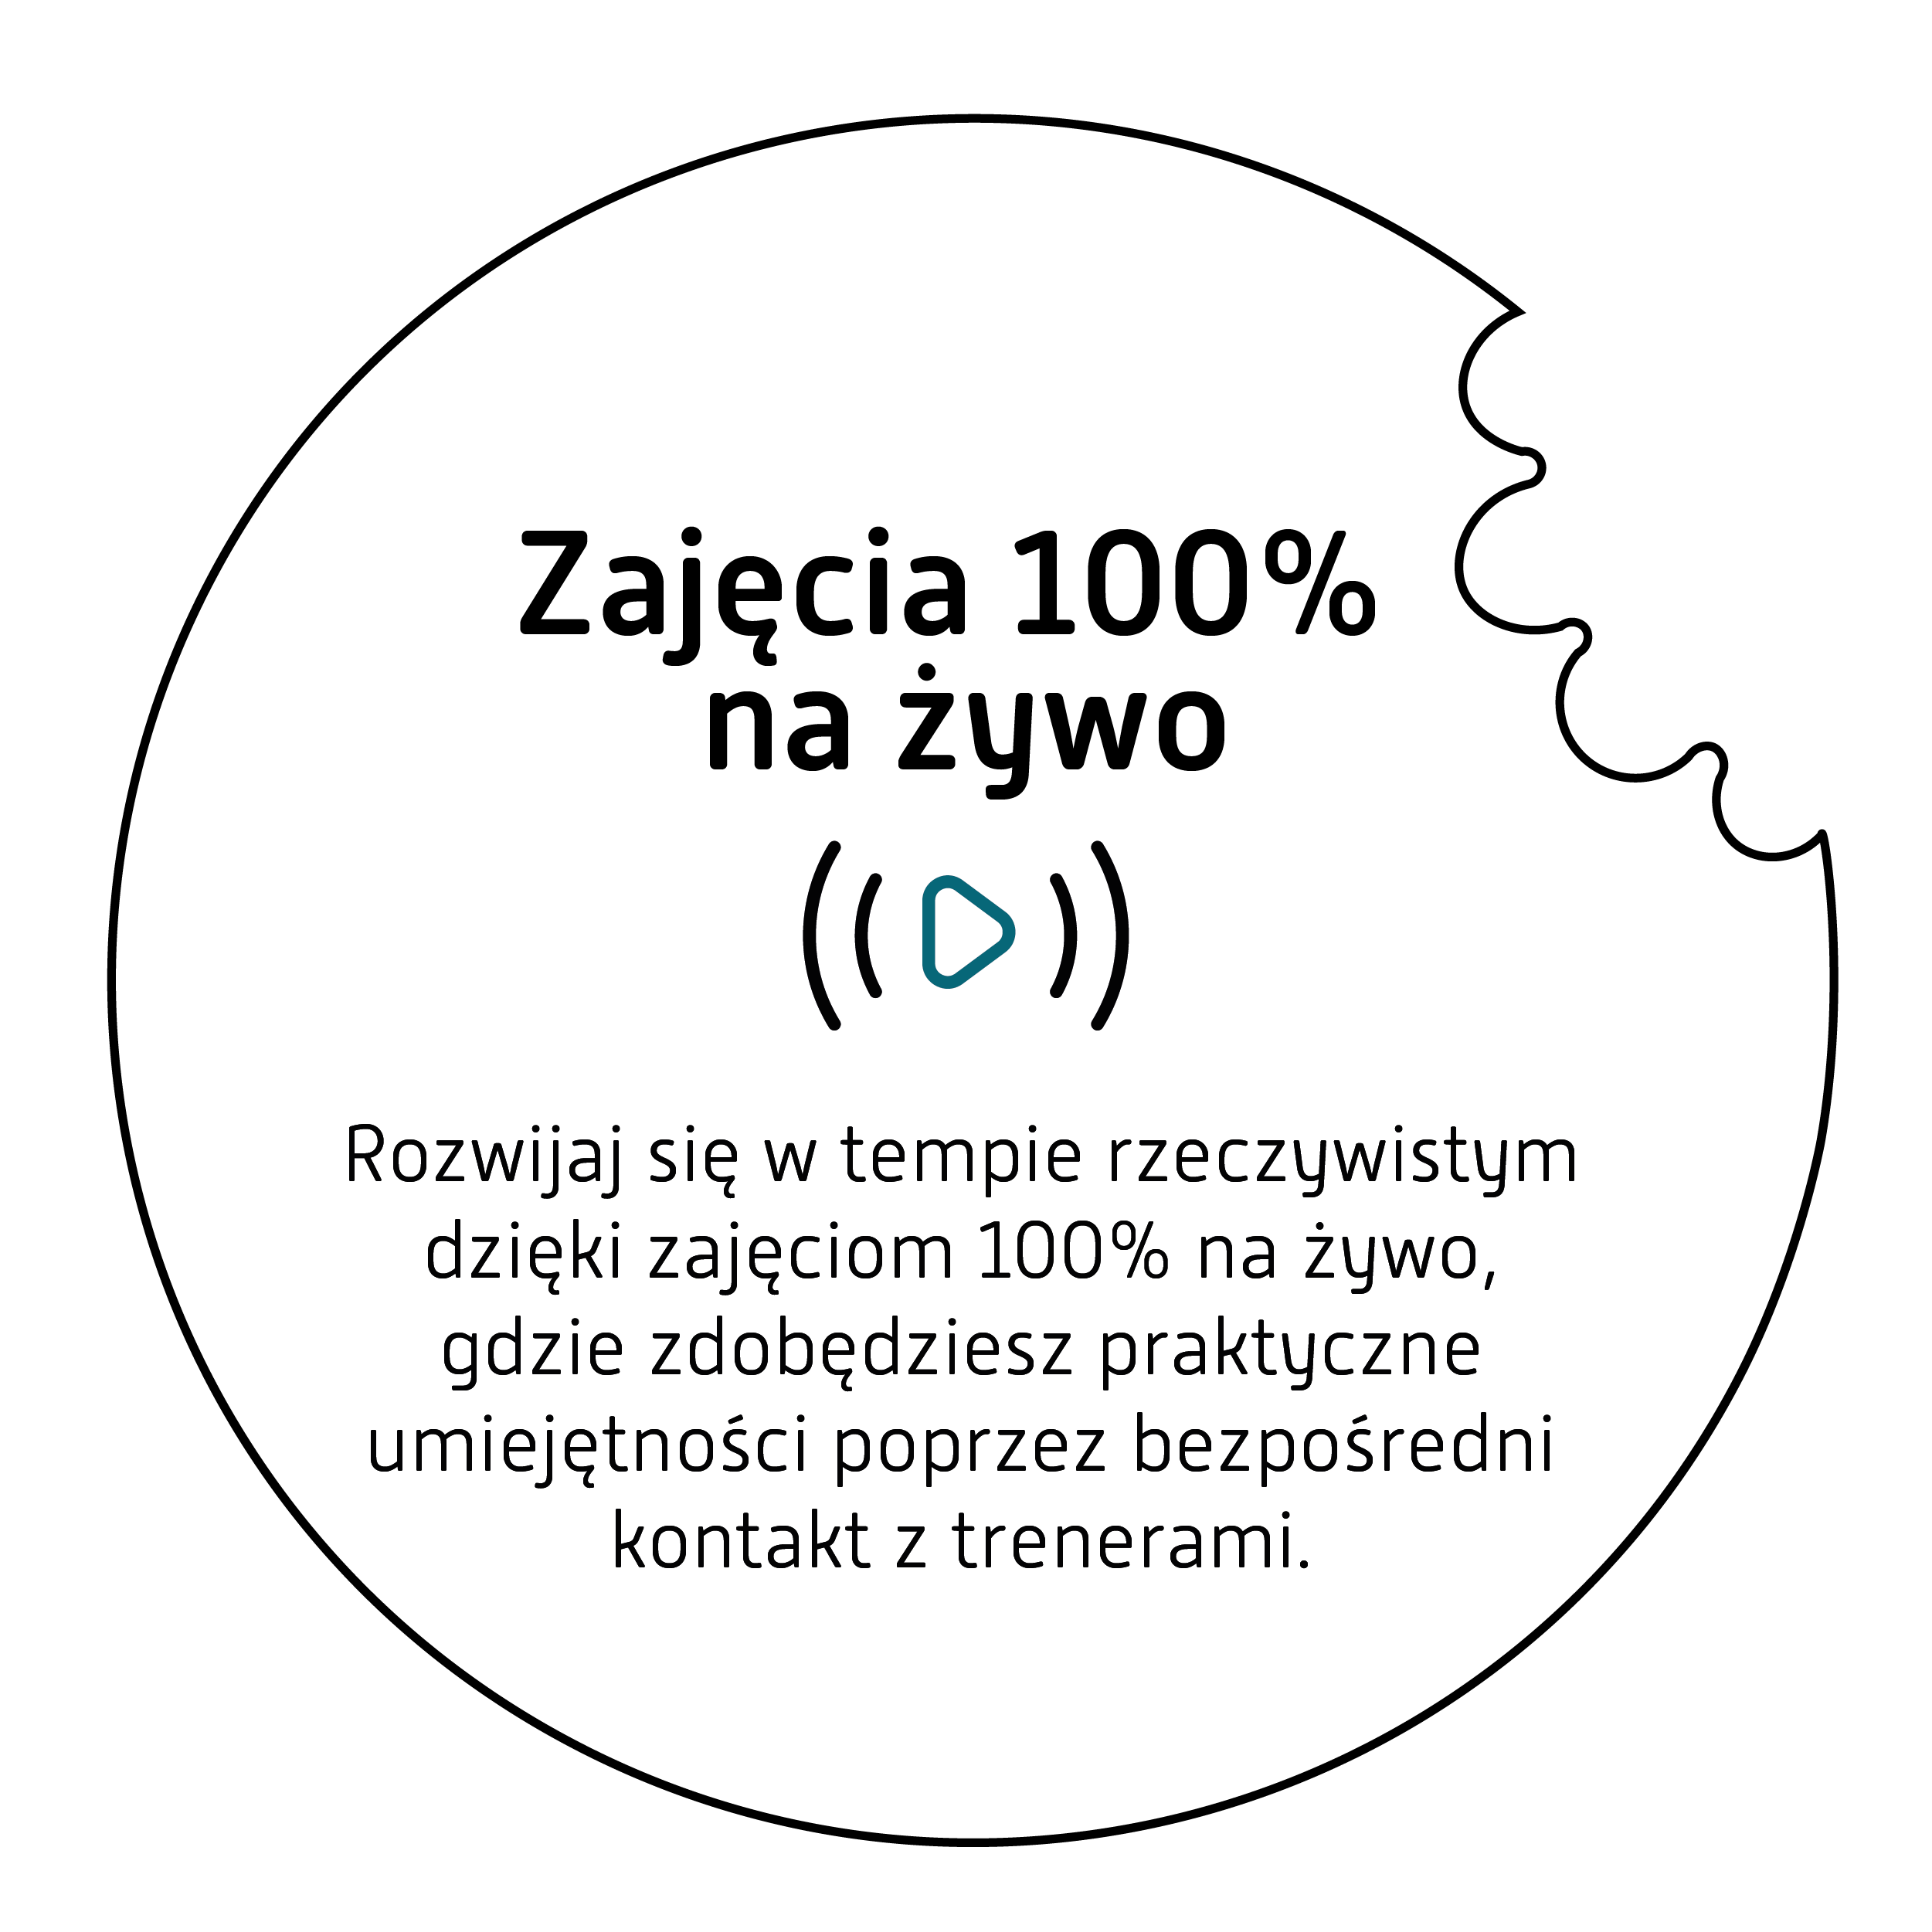 Zajęcia 100%
na żywo
Rozwijaj się w tempie rzeczywistym
dzięki zajęciom 100% na żywo,
gdzie zdobędziesz praktyczne
umiejętności poprzez bezpośredni
kontakt z trenerami.